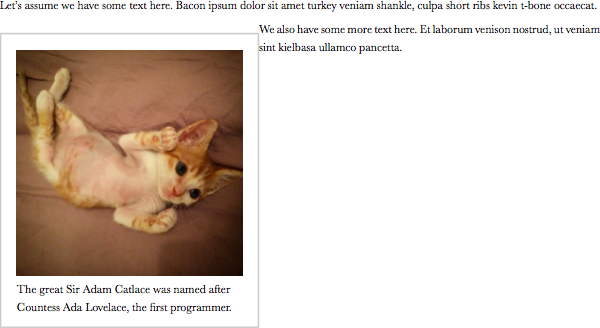 Let’s assume we have some text here. Bacon ipsum dolor sit amet turkey veniam shankle, culpa short ribs kevin t-bone occaecat.
We also have some more text here. Et laborum venison nostrud, ut veniam
sint kielbasa ullamco pancetta.
The great Sir Adam Catlace was named after
Countess Ada Lovelace, the first programmer.